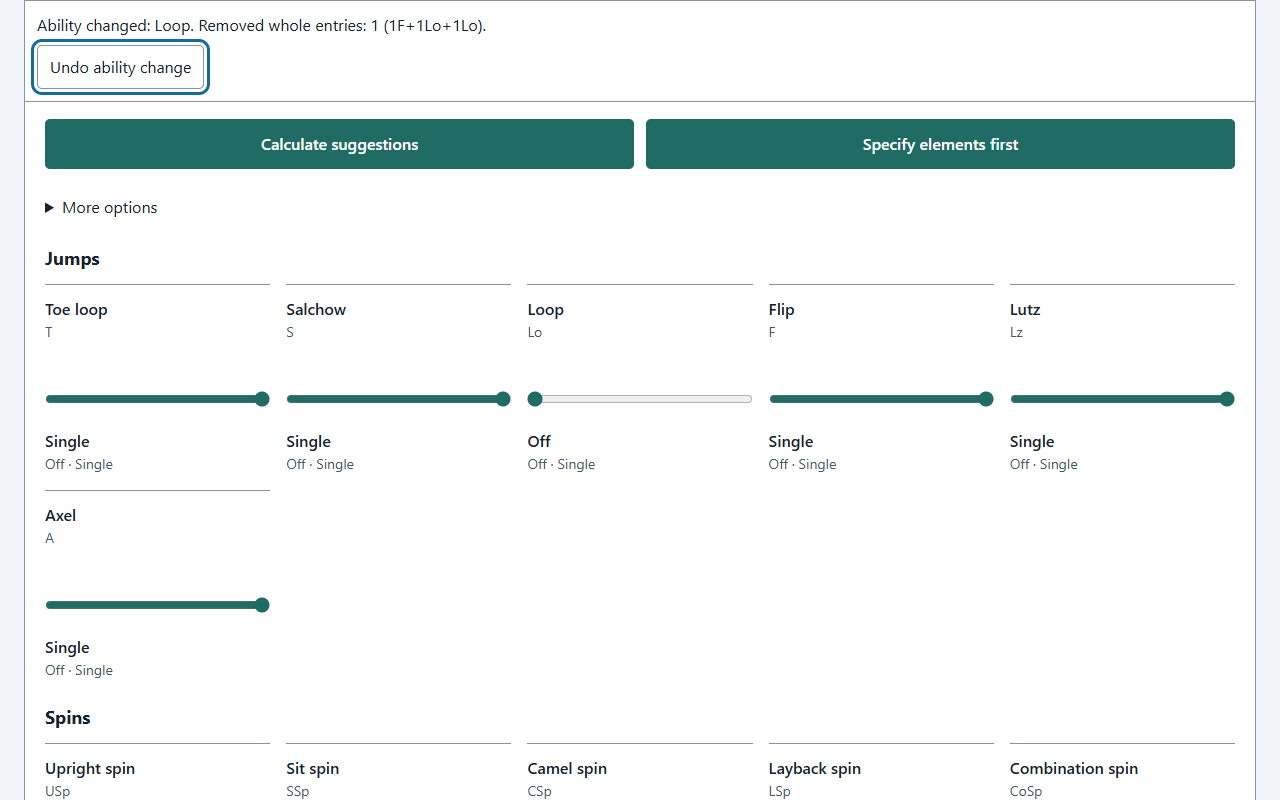 Ability changed: Loop. Removed whole entries: 1 (1F+1Lo+1Lo).
Undo ability change
Calculate suggestions
Specify elements first
More options
Jumps
Toe loop
T
Single
Off · Single
Salchow
S
Single
Off · Single
Loop
Lo
Off
Off · Single
Flip
F
Single
Off · Single
Lutz
Lz
Single
Off · Single
Axel
A
Single
Off · Single
Spins
Upright spin
USp
Sit spin
SSp
Camel spin
CSp
Layback spin
LSp
Combination spin
CoSp